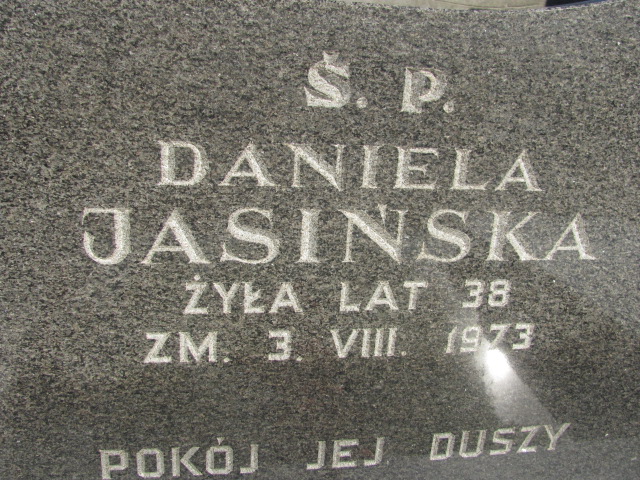 Ś. P.
DANIELA
JASIŃSKA
ŻYŁA LAT 38
ZM. 3. VIII. 1973
POKÓJ JEJ DUSZY